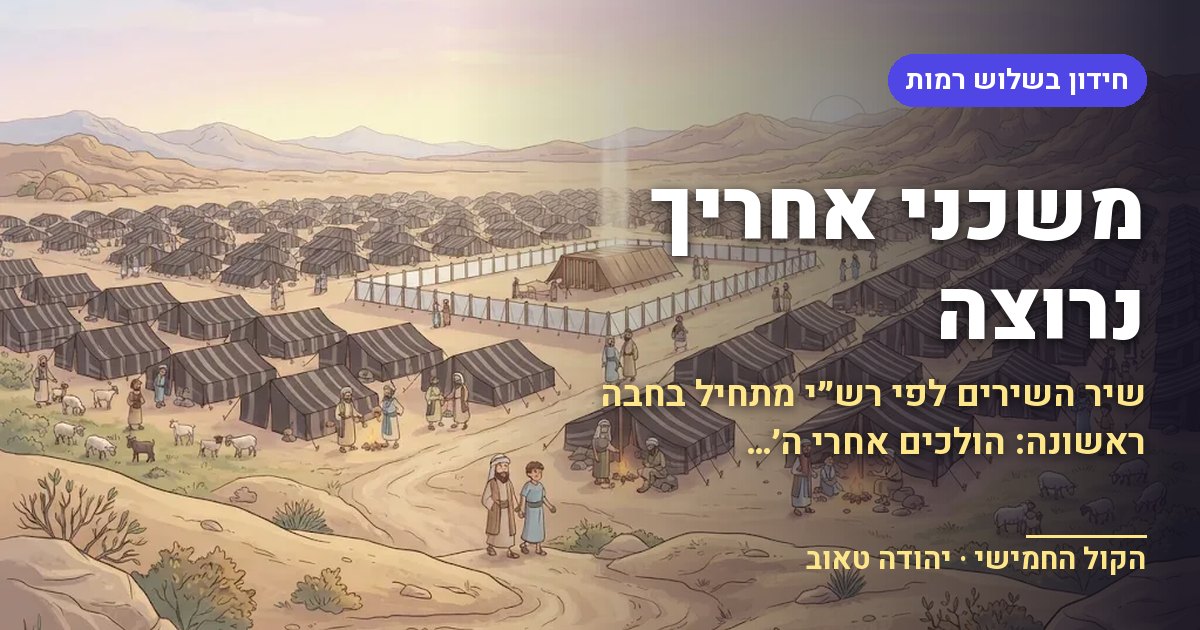 חידון בשלוש רמות
משכני אחריך
נרוצה
שיר השירים לפי רש״י מתחיל בחבה
ראשונה: הולכים אחרי ה׳...
הקול החמישי · יהודה טאוב